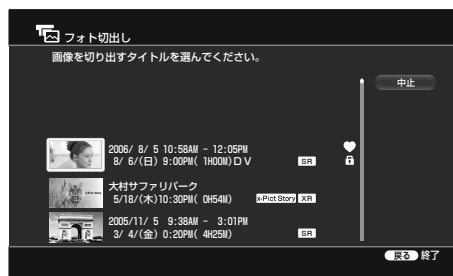 フォト切出し
画像を切り出すタイトルを選んでください。
中止
2006/ 8/ 5 10:58AM - 12:05PM
8/ 6/(日) 9:00PM( 1H00M)ＤＶ SR
大村サファリパーク
5/18/(木)10:30PM( 0H54M) x-Pict Story XR
2005/11/ 5 9:38AM - 3:01PM
3/ 4/(金) 0:20PM( 4H25M) SR
戻る 終了